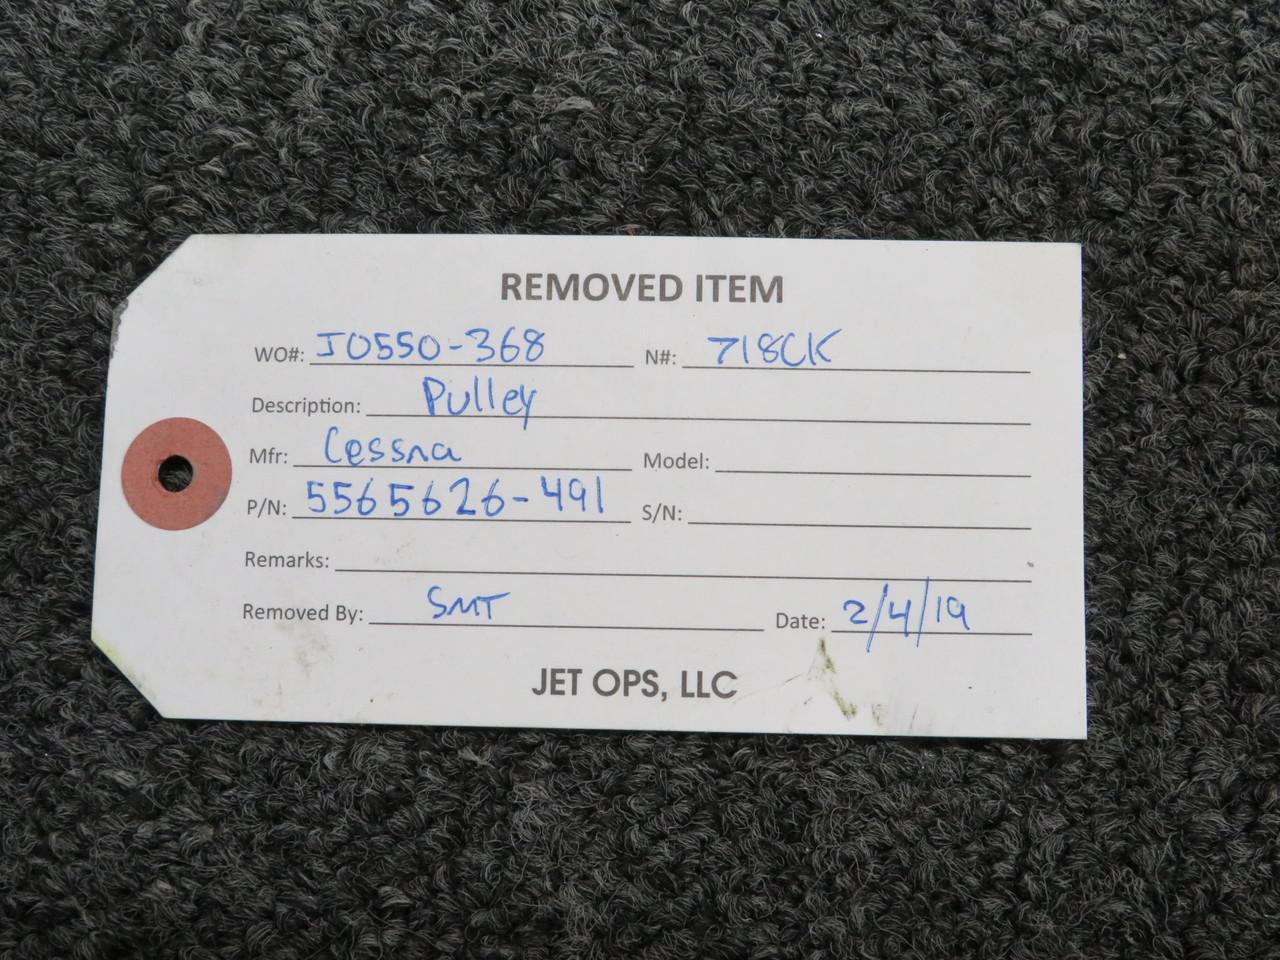 REMOVED ITEM
WO#: JO550-368 N#: 718CK
Description: Pulley
Mfr: Cessna Model:
P/N: 5565626-491 S/N:
Remarks:
Removed By: SMT Date: 2/4/19
JET OPS, LLC